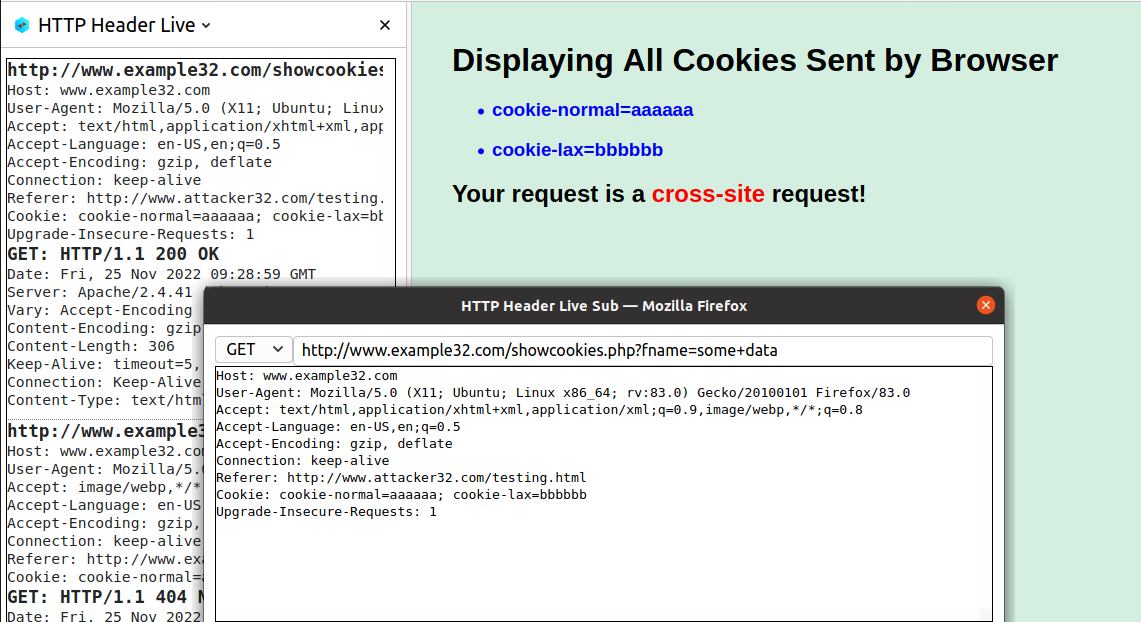 HTTP Header Live
http://www.example32.com/showcookies
Host: www.example32.com
User-Agent: Mozilla/5.0 (X11; Ubuntu; Linux
Accept: text/html,application/xhtml+xml,app
Accept-Language: en-US,en;q=0.5
Accept-Encoding: gzip, deflate
Connection: keep-alive
Referer: http://www.attacker32.com/testing.
Cookie: cookie-normal=aaaaaa; cookie-lax=bb
Upgrade-Insecure-Requests: 1
GET: HTTP/1.1 200 OK
Date: Fri, 25 Nov 2022 09:28:59 GMT
Server: Apache/2.4.41
Vary: Accept-Encoding
Content-Encoding: gzip
Content-Length: 306
Keep-Alive: timeout=5,
Connection: Keep-Alive
Content-Type: text/htm
http://www.example3
Host: www.example32.co
User-Agent: Mozilla/5.
Accept: image/webp,*/*
Accept-Language: en-US
Accept-Encoding: gzip,
Connection: keep-alive
Referer: http://www.ex
Cookie: cookie-normal=
GET: HTTP/1.1 404
Date: Fri, 25 Nov 2022
Displaying All Cookies Sent by Browser
• cookie-normal=aaaaaa
• cookie-lax=bbbbbb
Your request is a cross-site request!
HTTP Header Live Sub — Mozilla Firefox
GET http://www.example32.com/showcookies.php?fname=some+data
Host: www.example32.com
User-Agent: Mozilla/5.0 (X11; Ubuntu; Linux x86_64; rv:83.0) Gecko/20100101 Firefox/83.0
Accept: text/html,application/xhtml+xml,application/xml;q=0.9,image/webp,*/*;q=0.8
Accept-Language: en-US,en;q=0.5
Accept-Encoding: gzip, deflate
Connection: keep-alive
Referer: http://www.attacker32.com/testing.html
Cookie: cookie-normal=aaaaaa; cookie-lax=bbbbbb
Upgrade-Insecure-Requests: 1